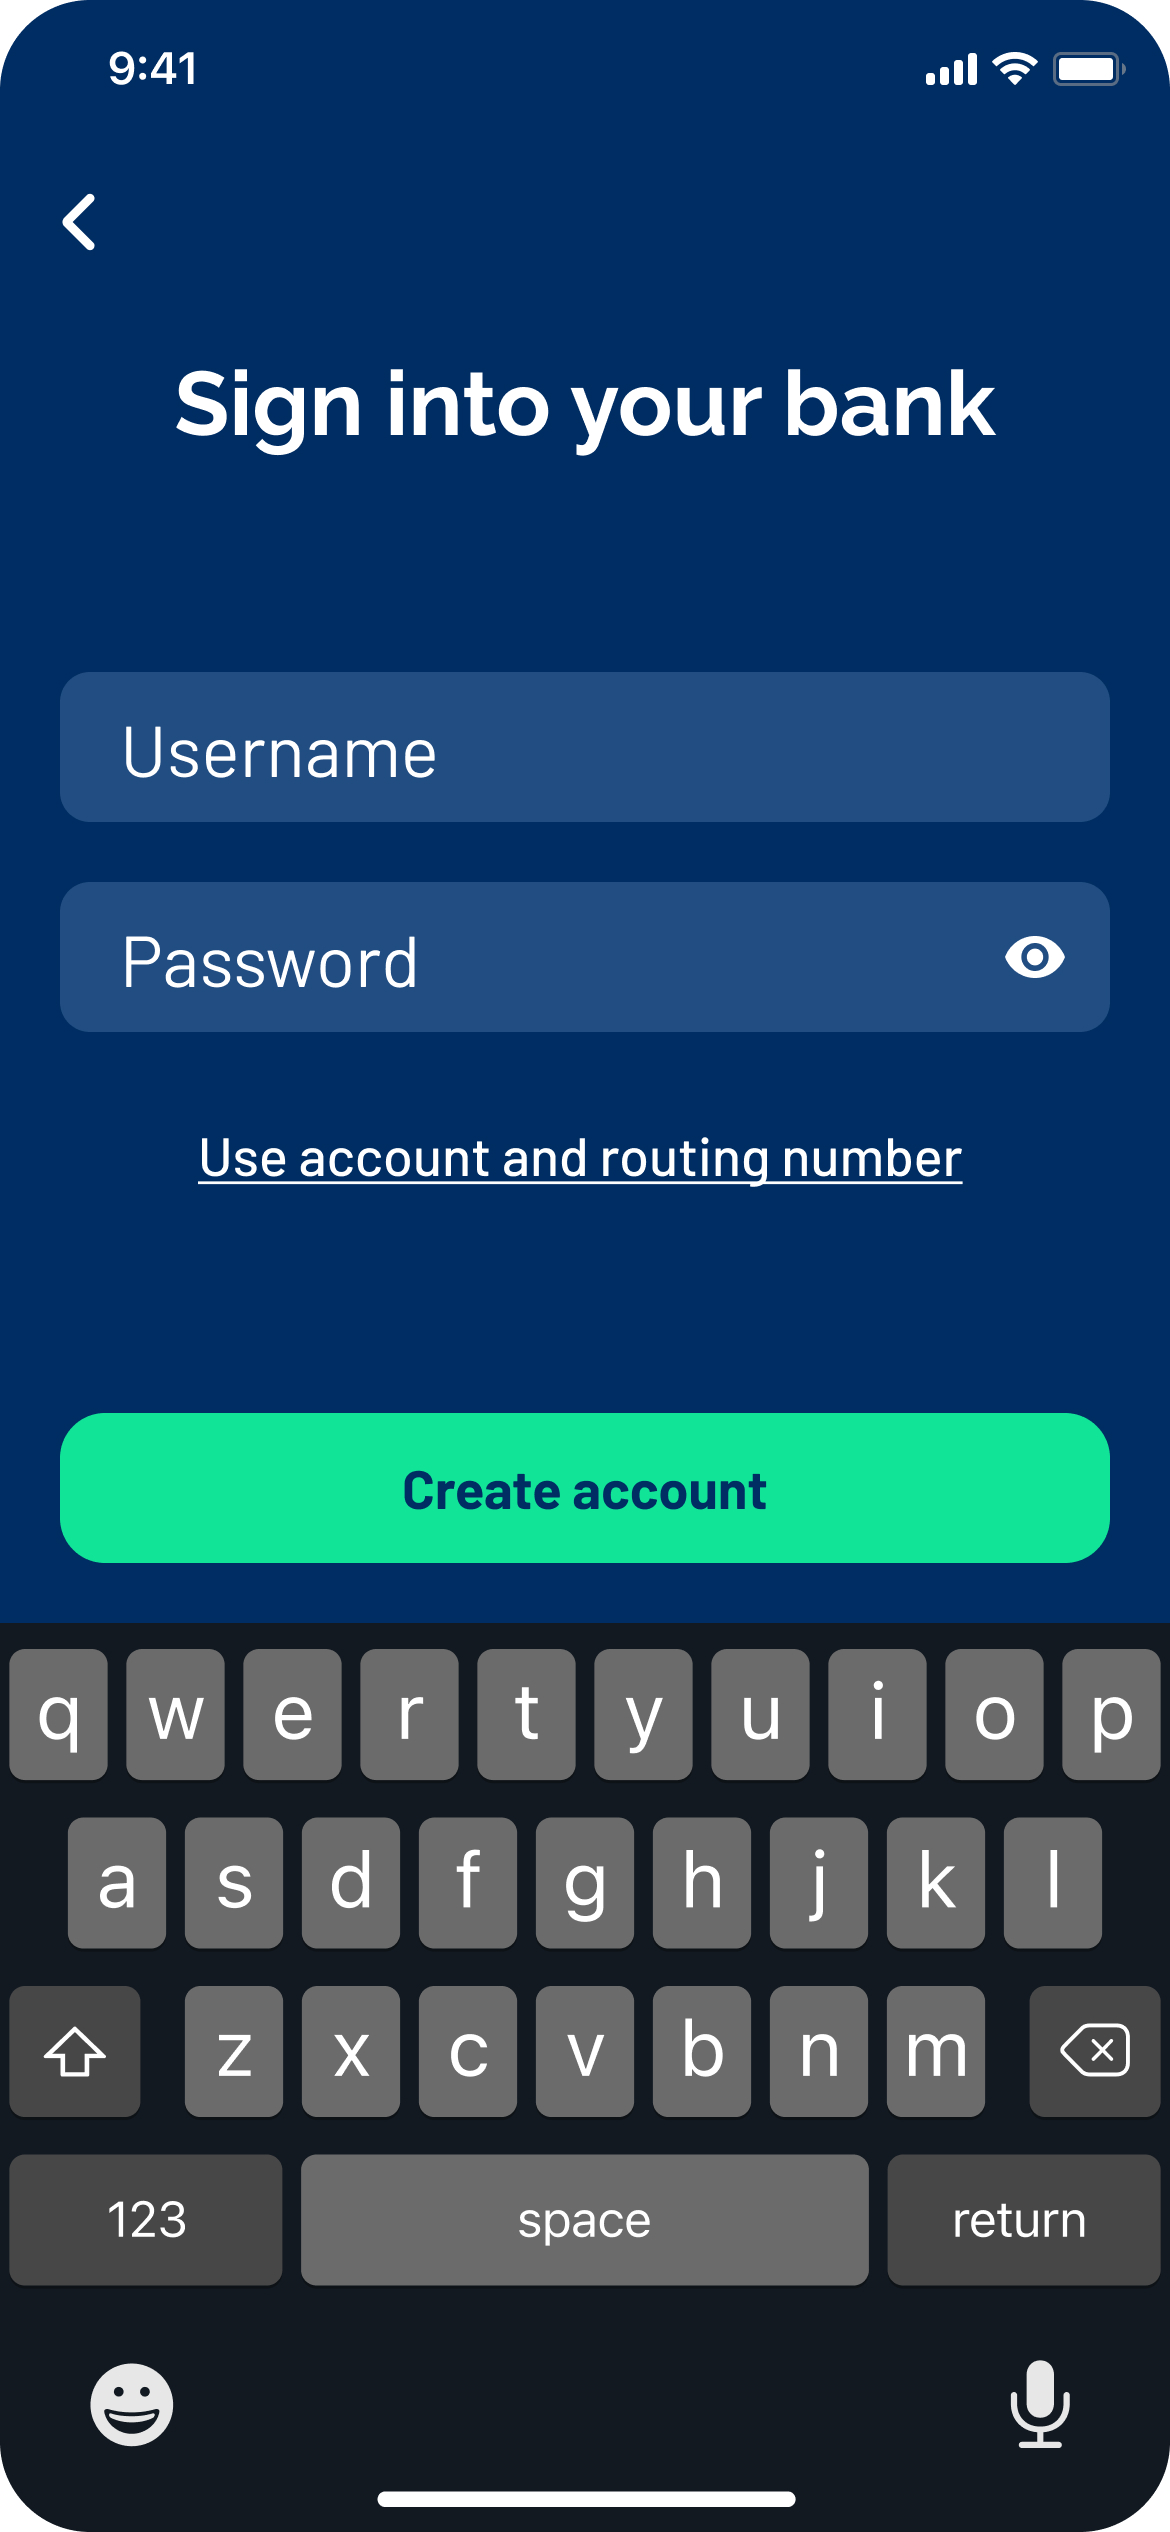 9:41
Sign into your bank
Username
Password
Use account and routing number
Create account
q w e r t y u i o p
a s d f g h j k l
z x c v b n m
123 space return